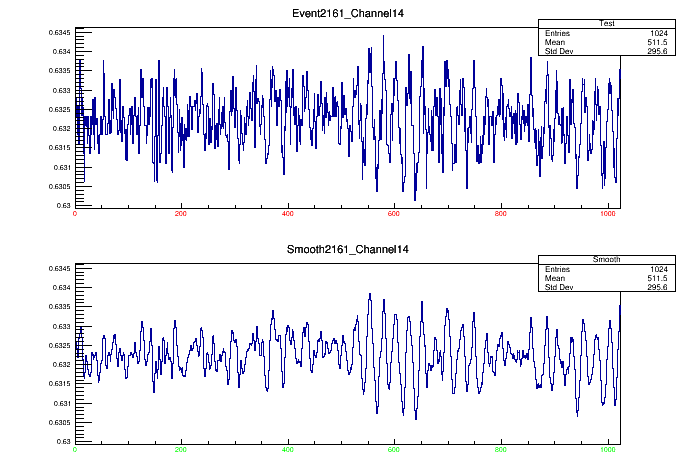 Event2161_Channel14
Test
Entries 1024
Mean 511.5
Std Dev 295.6
0.6345
0.634
0.6335
0.633
0.6325
0.632
0.6315
0.631
0.6305
0.63
0 200 400 600 800 1000
Smooth2161_Channel14
Smooth
Entries 1024
Mean 511.5
Std Dev 295.6
0.6345
0.634
0.6335
0.633
0.6325
0.632
0.6315
0.631
0.6305
0.63
0 200 400 600 800 1000